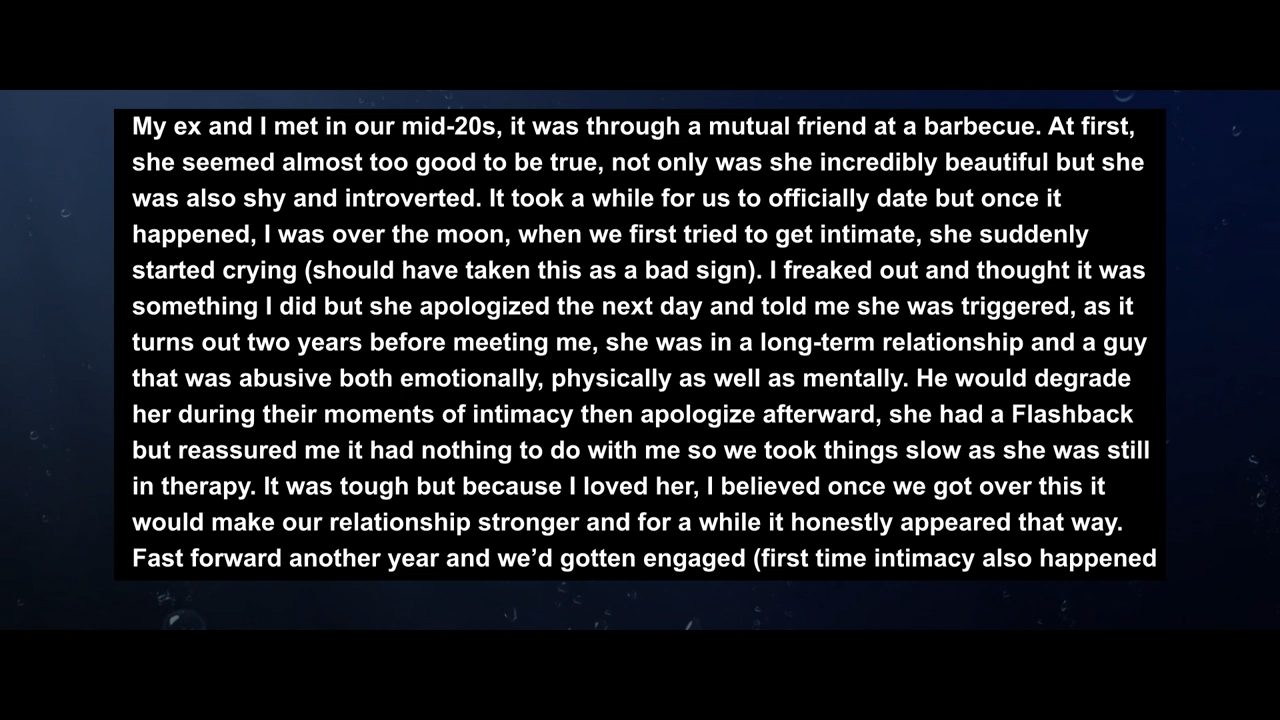 My ex and I met in our mid-20s, it was through a mutual friend at a barbecue. At first,
she seemed almost too good to be true, not only was she incredibly beautiful but she
was also shy and introverted. It took a while for us to officially date but once it
happened, I was over the moon, when we first tried to get intimate, she suddenly
started crying (should have taken this as a bad sign). I freaked out and thought it was
something I did but she apologized the next day and told me she was triggered, as it
turns out two years before meeting me, she was in a long-term relationship and a guy
that was abusive both emotionally, physically as well as mentally. He would degrade
her during their moments of intimacy then apologize afterward, she had a Flashback
but reassured me it had nothing to do with me so we took things slow as she was still
in therapy. It was tough but because I loved her, I believed once we got over this it
would make our relationship stronger and for a while it honestly appeared that way.
Fast forward another year and we’d gotten engaged (first time intimacy also happened